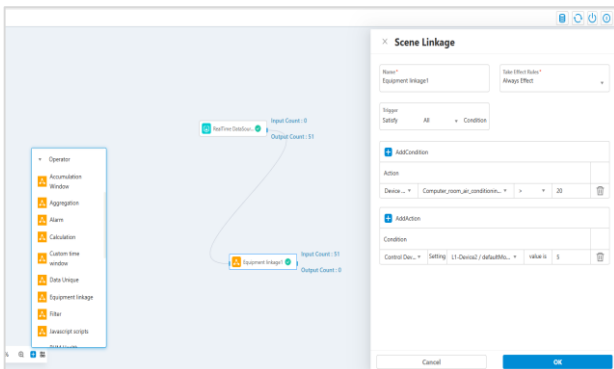 Scene Linkage
Name*
Equipment linkage1
Take Effect Rules*
Always Effect
Trigger
Satisfy All Condition
AddCondition
Action
Device ... Computer_room_air_conditionin... > 20
AddAction
Condition
Control Dev... Setting L1-Device2 / defaultMo... value is 5
Cancel
OK
RealTime DataSour...
Input Count : 0
Output Count : 51
Equipment linkage1
Input Count : 51
Output Count : 0
Operator
Accumulation
Window
Aggregation
Alarm
Calculation
Custom time
window
Data Unique
Equipment linkage
Filter
Javascript scripts